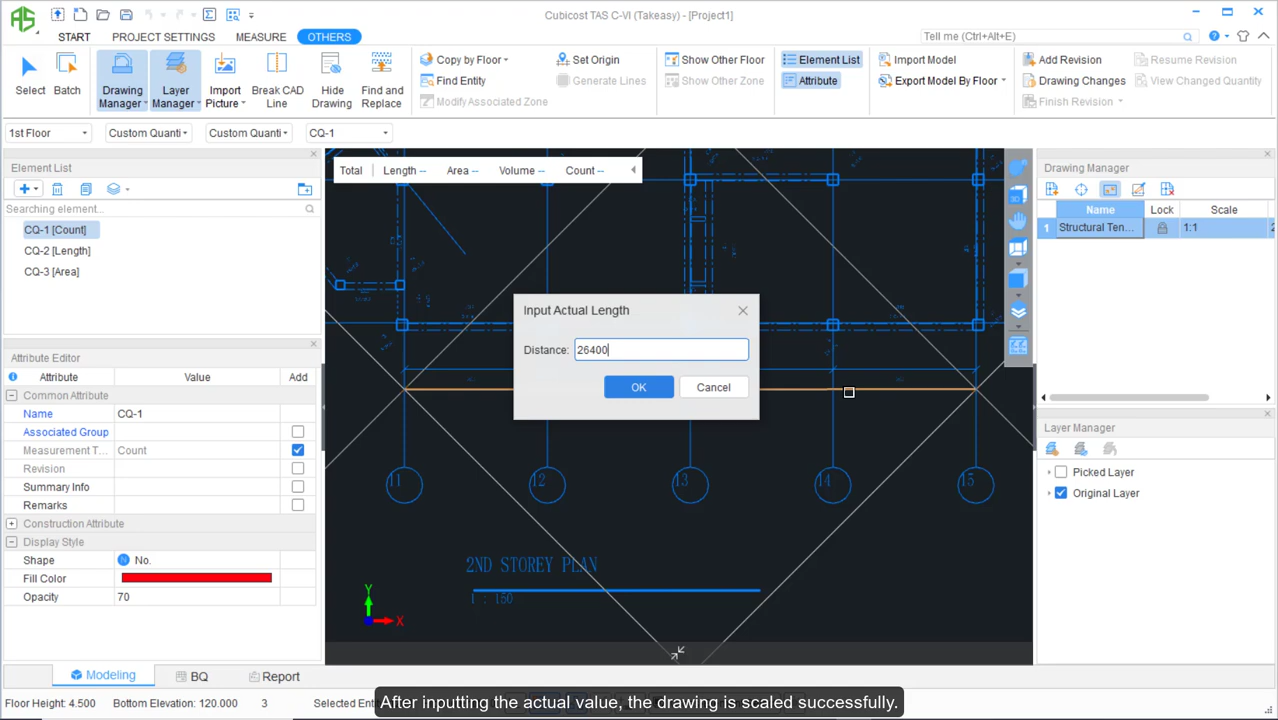 AS
Cubicost TAS C-VI (Takeasy) - [Project1]
START
PROJECT SETTINGS
MEASURE
OTHERS
Tell me (Ctrl+Alt+E)
Select
Batch
Drawing Manager
Layer Manager
Import Picture
Break CAD Line
Hide Drawing
Find and Replace
Copy by Floor
Find Entity
Modify Associated Zone
Set Origin
Generate Lines
Show Other Floor
Show Other Zone
Element List
Attribute
Import Model
Export Model By Floor
Add Revision
Drawing Changes
Finish Revision
Resume Revision
View Changed Quantity
1st Floor
Custom Quanti
Custom Quanti
CQ-1
Element List
Searching element...
CQ-1 [Count]
CQ-2 [Length]
CQ-3 [Area]
Attribute Editor
Attribute Value Add
Common Attribute
Name CQ-1
Associated Group
Measurement T... Count
Revision
Summary Info
Remarks
Construction Attribute
Display Style
Shape No.
Fill Color
Opacity 70
Total Length -- Area -- Volume -- Count --
Input Actual Length
Distance: 26400
OK
Cancel
11
12
13
14
15
2ND STOREY PLAN
1 : 150
Y
X
3D
Drawing Manager
Name Lock Scale
1 Structural Ten... 1:1
Layer Manager
Picked Layer
Original Layer
Modeling
BQ
Report
Floor Height: 4.500
Bottom Elevation: 120.000
3
Selected Ent
After inputting the actual value, the drawing is scaled successfully.